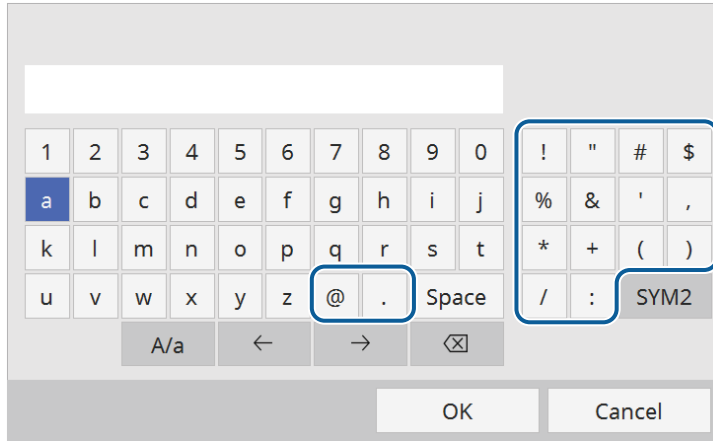 1 2 3 4 5 6 7 8 9 0 ! " # $
a b c d e f g h i j % & ' ,
k l m n o p q r s t * + ( )
u v w x y z @ . Space / : SYM2
A/a ← →
OK Cancel